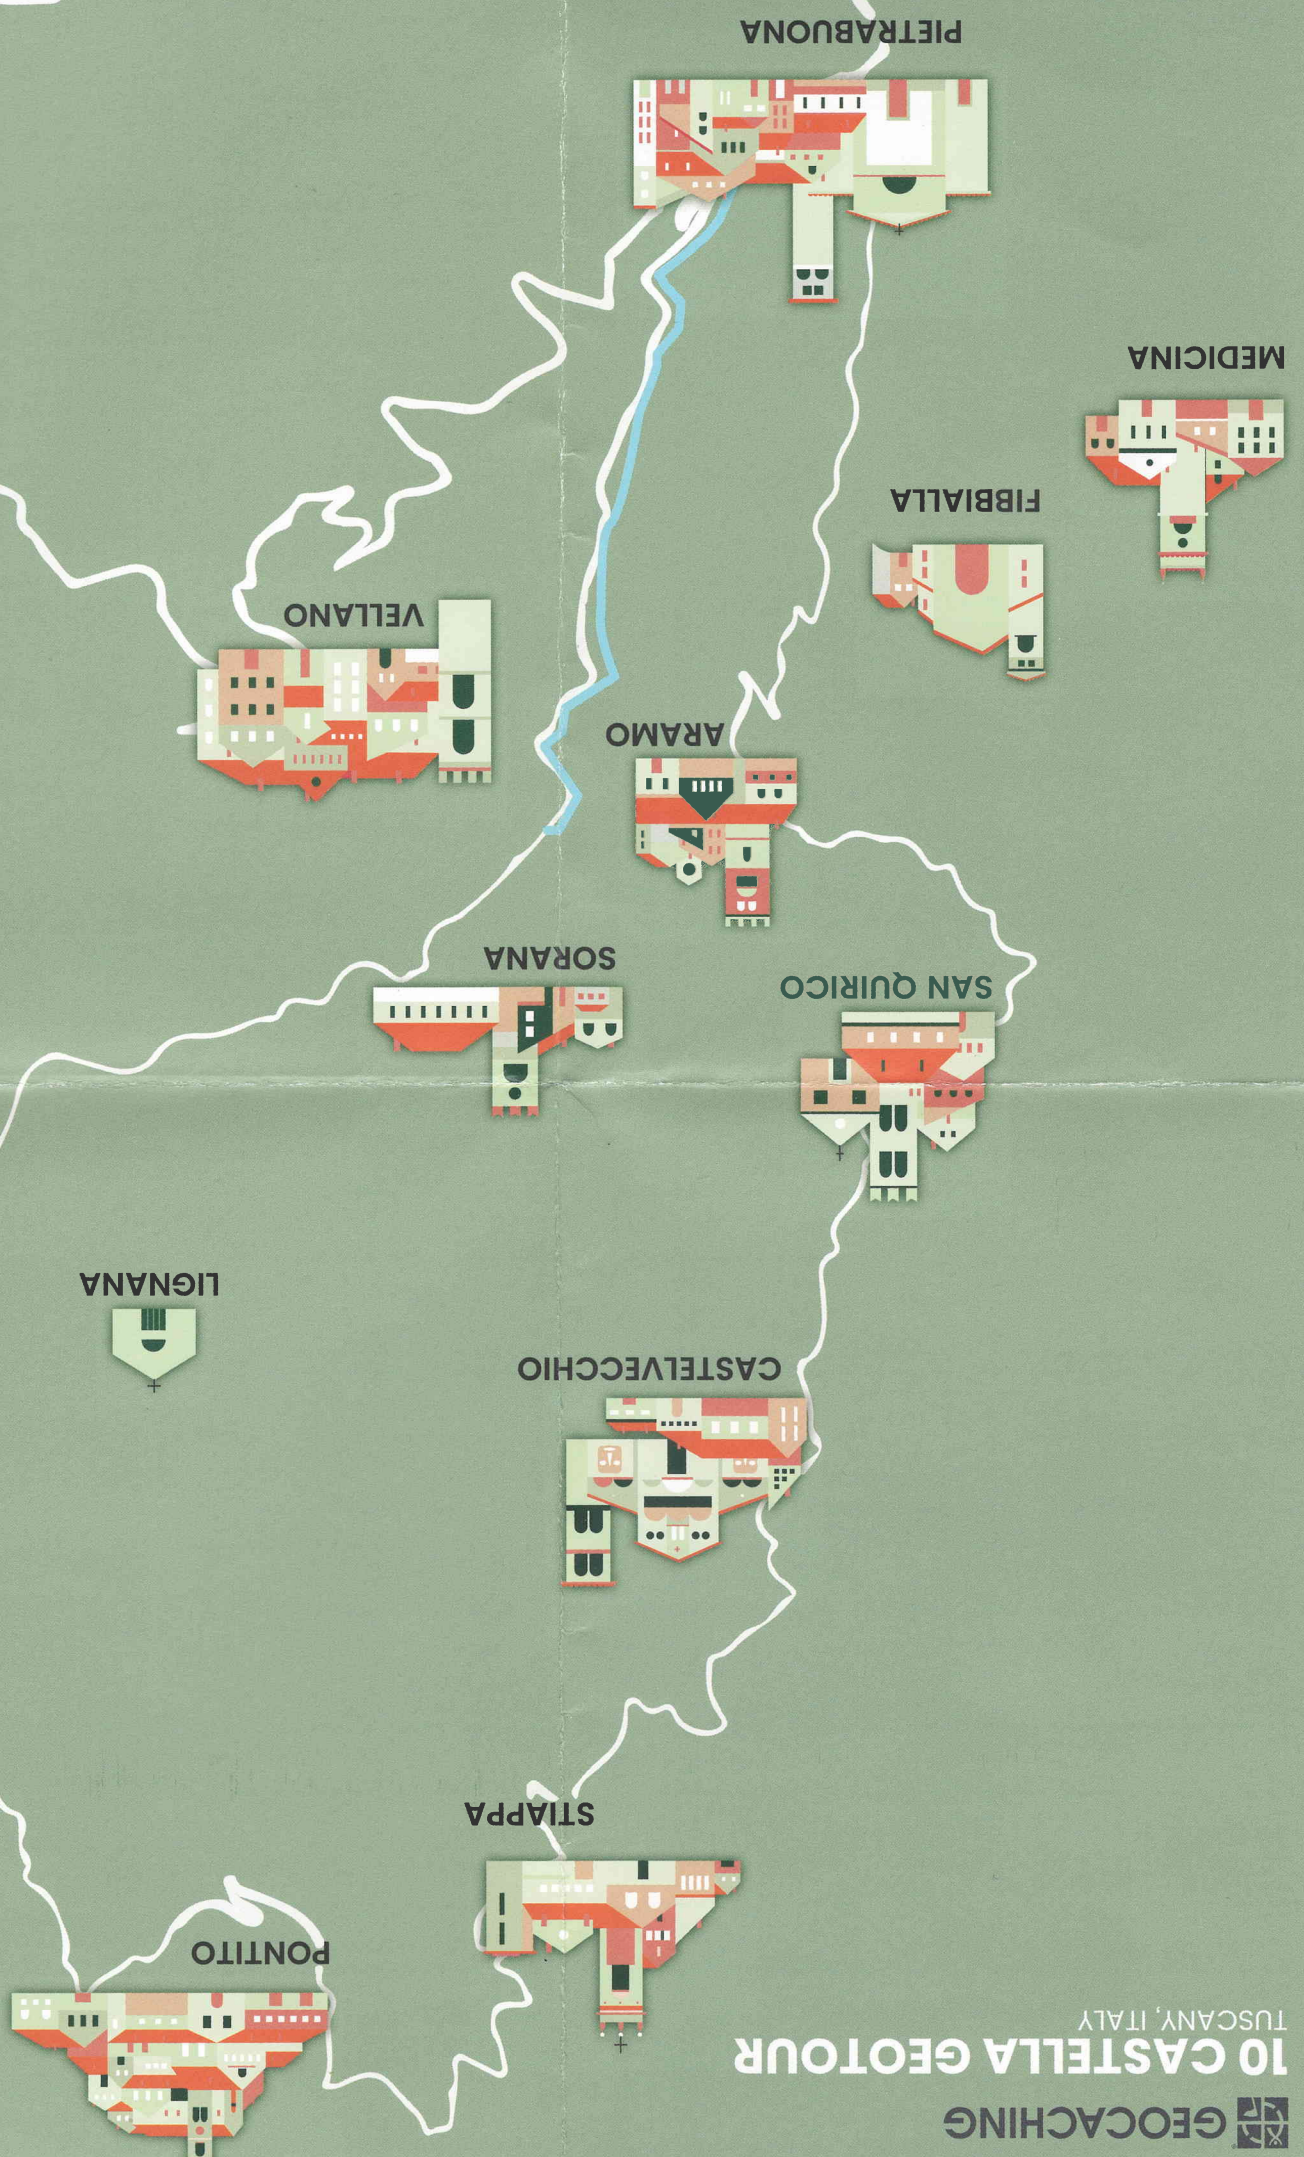 GEOCACHING
10 CASTELLA GEOTOUR
TUSCANY, ITALY
PONTITO
STIAPPA
CASTELVECCHIO
LIGNANA
SAN QUIRICO
SORANA
ARAMO
VELLANO
FIBBIALLA
MEDICINA
PIETRABUONA